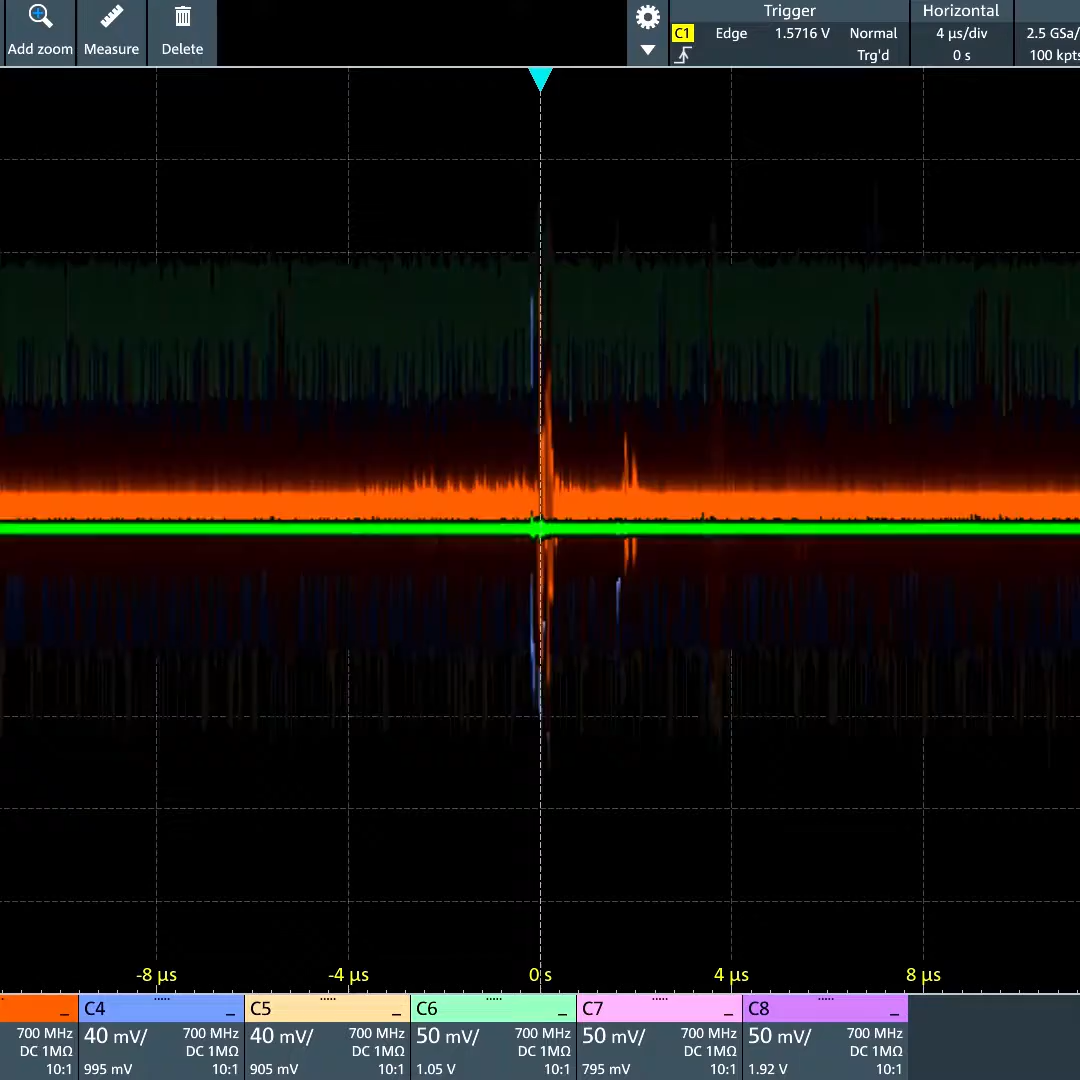 Add zoom
Measure
Delete
Trigger
C1 Edge 1.5716 V Normal
Trg'd
Horizontal
4 µs/div
0 s
2.5 GSa/
100 kpts
-8 µs
-4 µs
0 s
4 µs
8 µs
700 MHz
DC 1MΩ
10:1
C4
40 mV/ 700 MHz
DC 1MΩ
995 mV 10:1
C5
40 mV/ 700 MHz
DC 1MΩ
905 mV 10:1
C6
50 mV/ 700 MHz
DC 1MΩ
1.05 V 10:1
C7
50 mV/ 700 MHz
DC 1MΩ
795 mV 10:1
C8
50 mV/ 700 MHz
DC 1MΩ
1.92 V 10:1